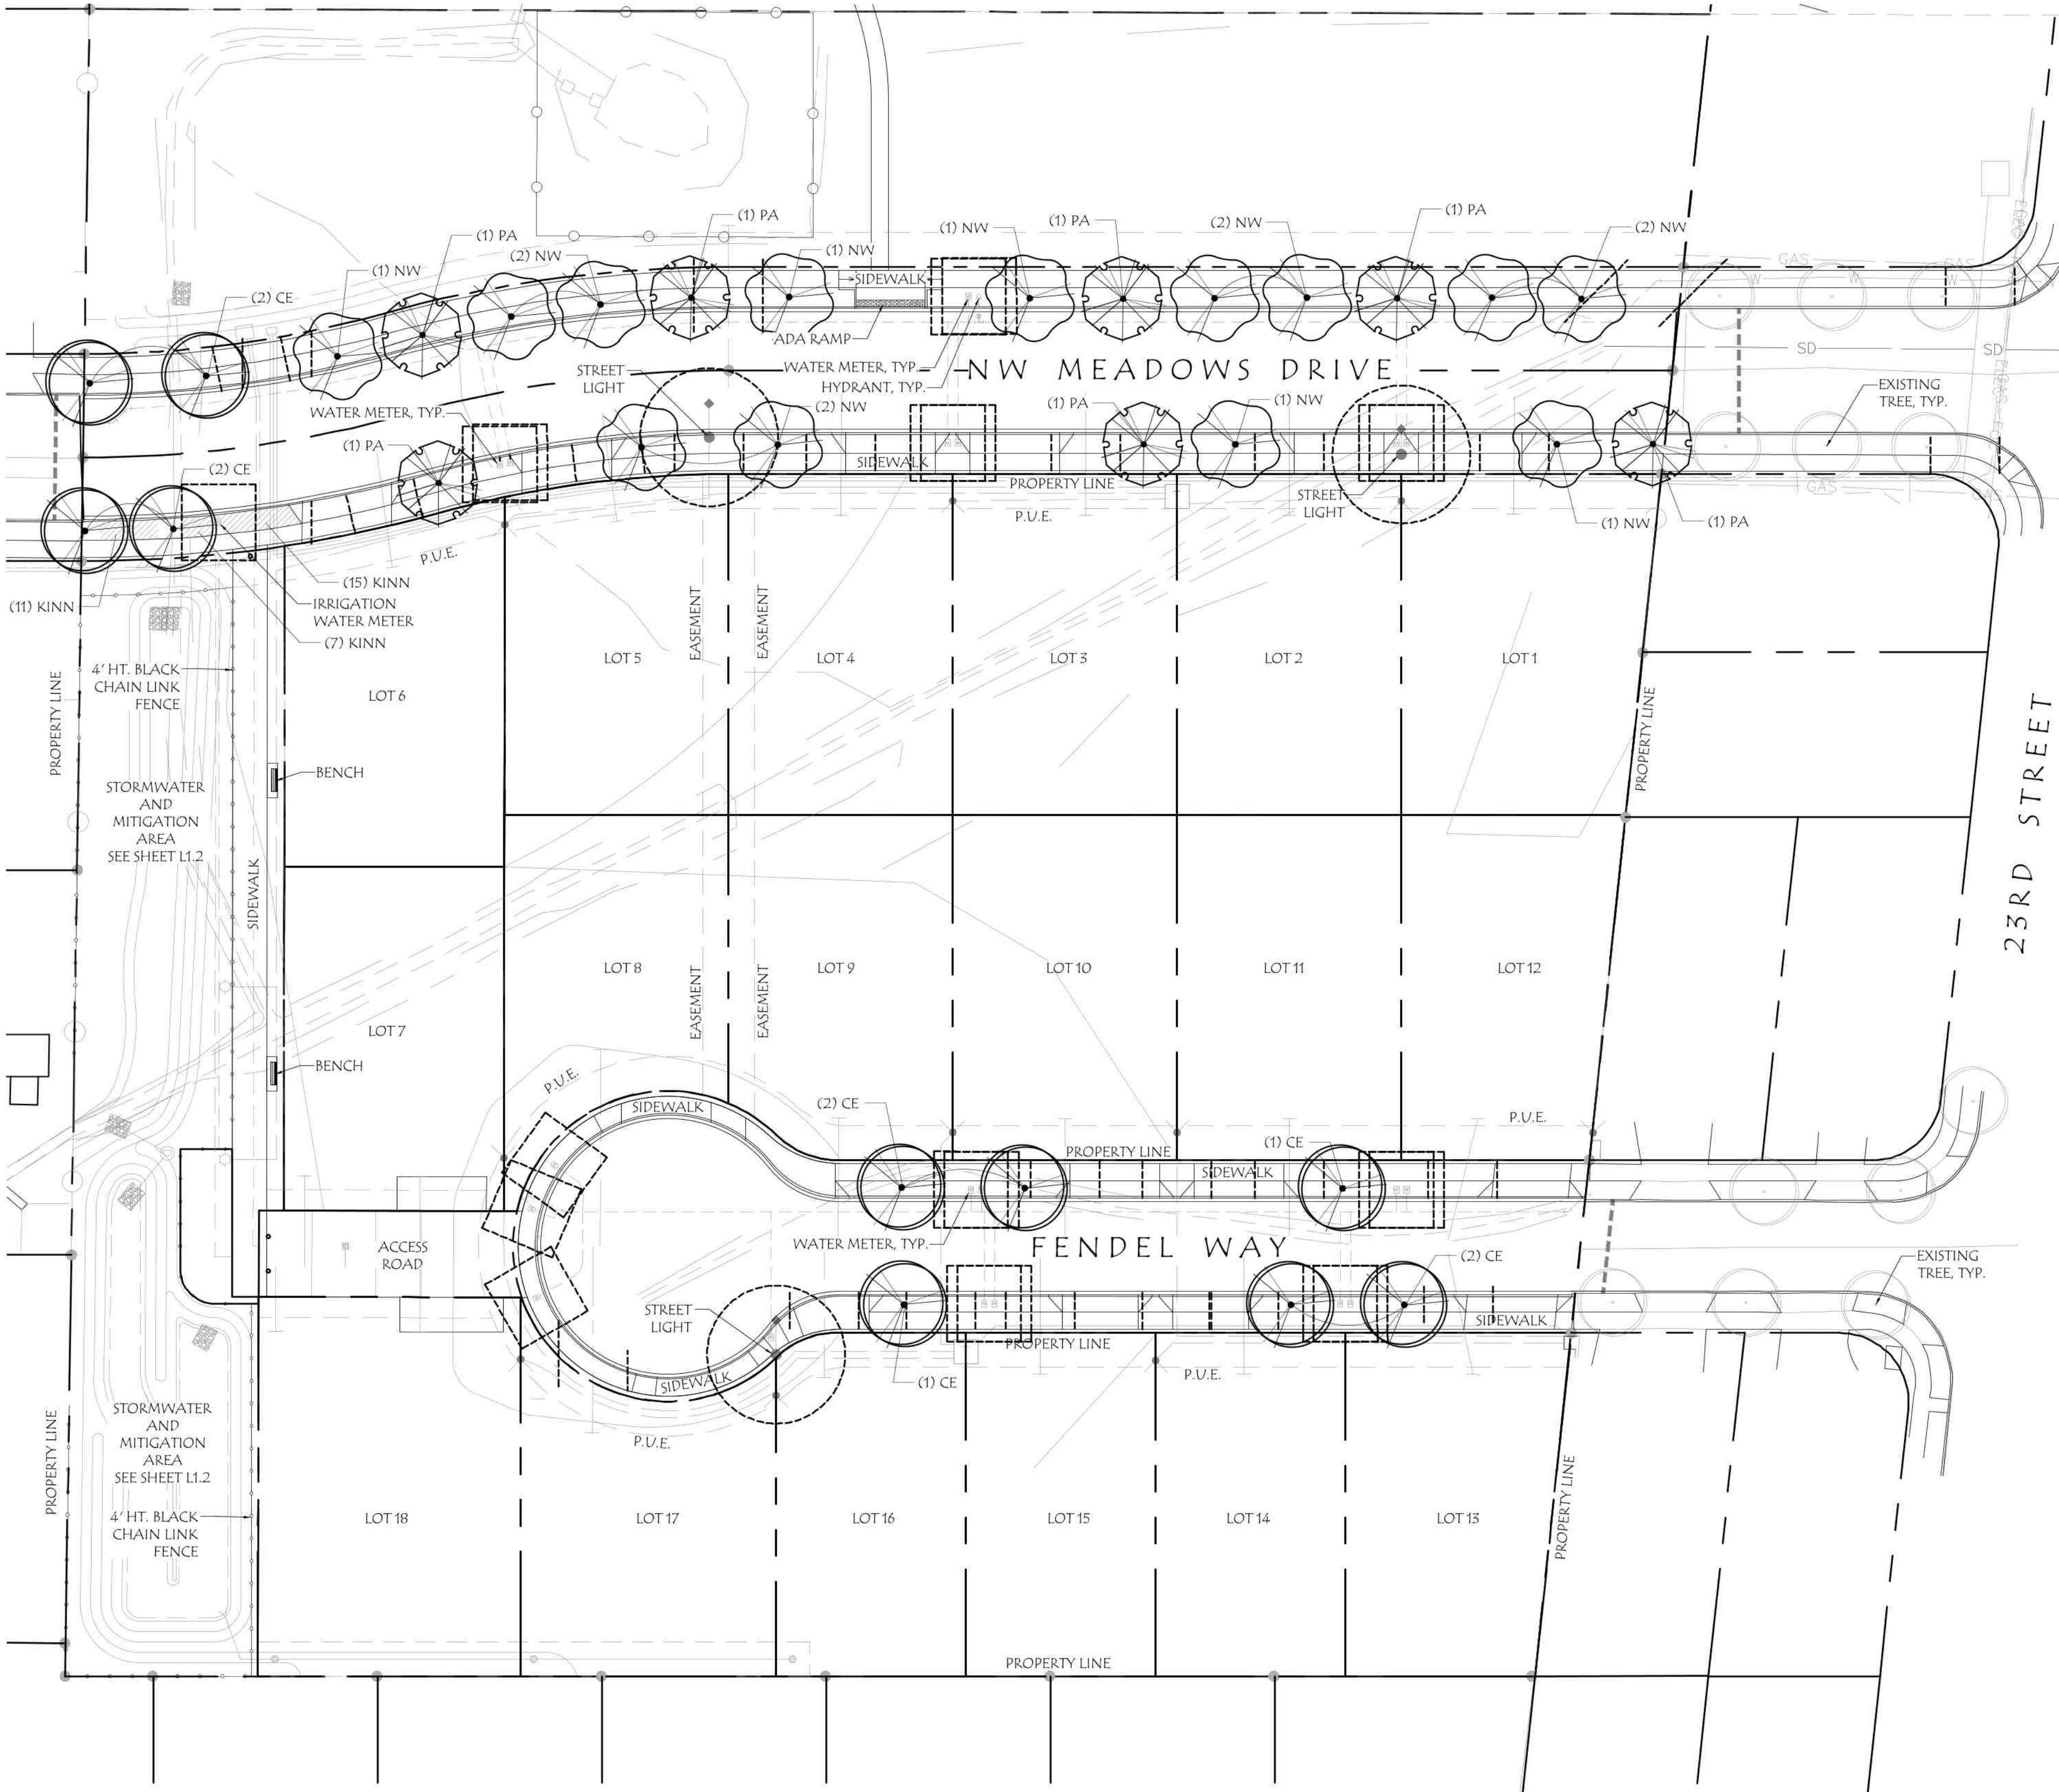 (1) PA
(1) PA
(1) NW
(1) PA
(2) NW
(1) PA
(2) NW
(1) PA
(2) NW
(1) NW
(1) NW
(2) CE
SIDEWALK
ADA RAMP
GAS
W
W
GAS
W
STREET
LIGHT
WATER METER, TYP.
HYDRANT, TYP.
NW MEADOWS DRIVE
SD
SD
EXISTING
TREE, TYP.
WATER METER, TYP.
(2) NW
(1) PA
(1) NW
(1) PA
(2) CE
SIDEWALK
PROPERTY LINE
P.U.E.
STREET
LIGHT
(1) NW
(1) PA
GAS
GAS
P.U.E.
(15) KINN
(11) KINN
IRRIGATION
WATER METER
(7) KINN
EASEMENT
EASEMENT
LOT 5
LOT 4
LOT 3
LOT 2
LOT 1
4' HT. BLACK
CHAIN LINK
FENCE
LOT 6
PROPERTY LINE
PROPERTY LINE
23RD STREET
BENCH
STORMWATER
AND
MITIGATION
AREA
SEE SHEET L1.2
SIDEWALK
LOT 8
EASEMENT
EASEMENT
LOT 9
LOT 10
LOT 11
LOT 12
LOT 7
BENCH
P.U.E.
SIDEWALK
(2) CE
P.U.E.
(1) CE
PROPERTY LINE
SIDEWALK
ACCESS
ROAD
WATER METER, TYP.
FENDEL WAY
(2) CE
EXISTING
TREE, TYP.
STREET
LIGHT
SIDEWALK
PROPERTY LINE
(1) CE
P.U.E.
SIDEWALK
P.U.E.
STORMWATER
AND
MITIGATION
AREA
SEE SHEET L1.2
PROPERTY LINE
PROPERTY LINE
4' HT. BLACK
CHAIN LINK
FENCE
LOT 18
LOT 17
LOT 16
LOT 15
LOT 14
LOT 13
PROPERTY LINE